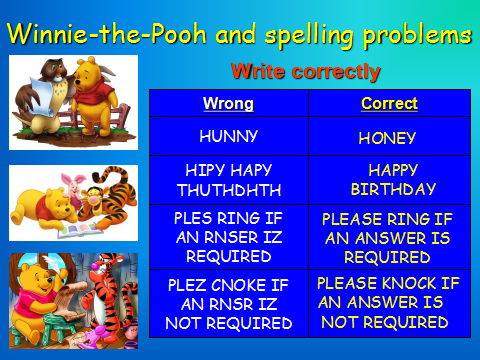 Winnie-the-Pooh and spelling problems
Write correctly
Wrong
Correct
HUNNY
HONEY
HIPY HAPY
THUTHDHTH
HAPPY
BIRTHDAY
PLES RING IF
AN RNSER IZ
REQUIRED
PLEASE RING IF
AN ANSWER IS
REQUIRED
PLEZ CNOKE IF
AN RNSR IZ
NOT REQUIRED
PLEASE KNOCK IF
AN ANSWER IS
NOT REQUIRED